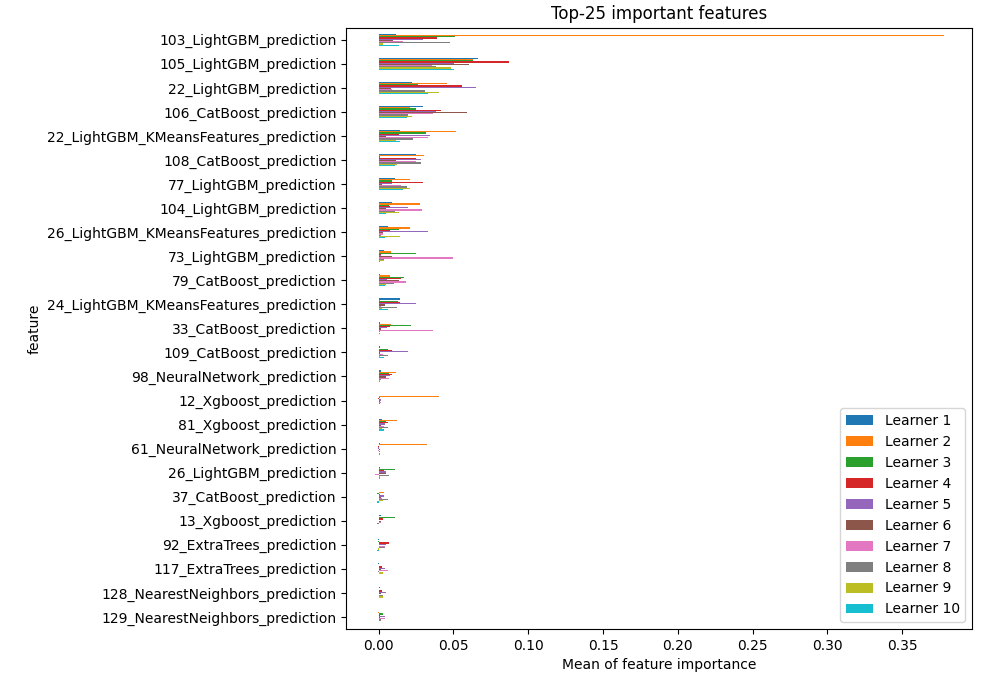 Top-25 important features
103_LightGBM_prediction
105_LightGBM_prediction
22_LightGBM_prediction
106_CatBoost_prediction
22_LightGBM_KMeansFeatures_prediction
108_CatBoost_prediction
77_LightGBM_prediction
104_LightGBM_prediction
26_LightGBM_KMeansFeatures_prediction
73_LightGBM_prediction
79_CatBoost_prediction
24_LightGBM_KMeansFeatures_prediction
33_CatBoost_prediction
109_CatBoost_prediction
98_NeuralNetwork_prediction
12_Xgboost_prediction
81_Xgboost_prediction
61_NeuralNetwork_prediction
26_LightGBM_prediction
37_CatBoost_prediction
13_Xgboost_prediction
92_ExtraTrees_prediction
117_ExtraTrees_prediction
128_NearestNeighbors_prediction
129_NearestNeighbors_prediction
feature
Learner 1
Learner 2
Learner 3
Learner 4
Learner 5
Learner 6
Learner 7
Learner 8
Learner 9
Learner 10
0.00 0.05 0.10 0.15 0.20 0.25 0.30 0.35
Mean of feature importance